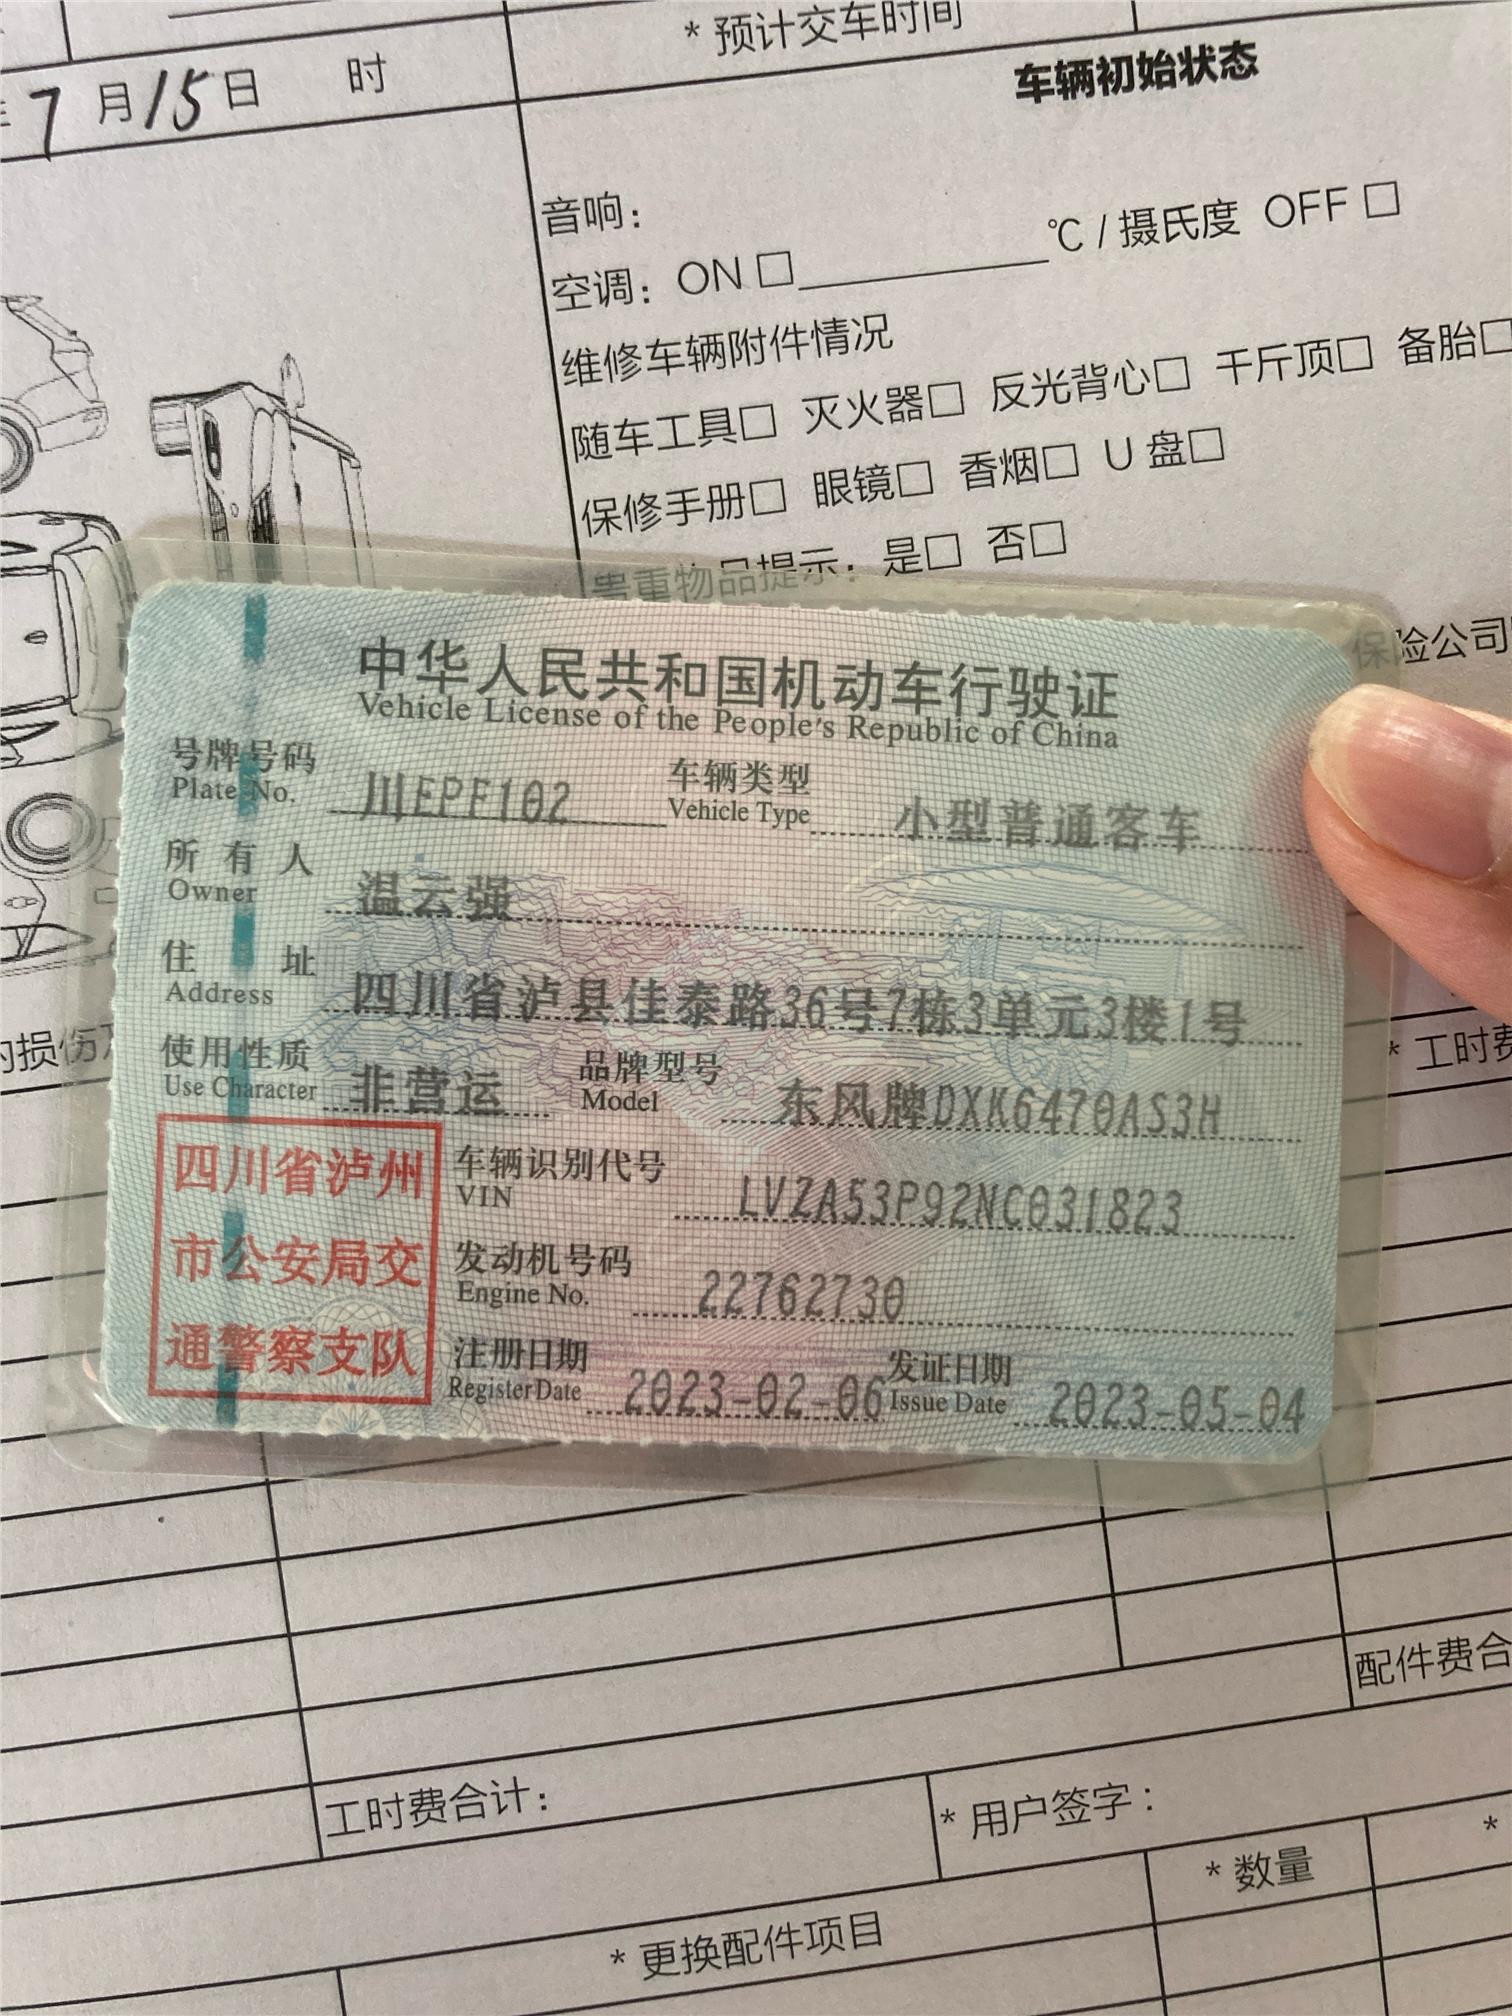 * 预计交车时间
7月15日 时
车辆初始状态
音响：
空调：ON □ ℃ / 摄氏度 OFF □
维修车辆附件情况
随车工具□ 灭火器□ 反光背心□ 千斤顶□ 备胎□
保修手册□ 眼镜□ 香烟□ U 盘□
贵重物品提示：是□ 否□
保险公司
中华人民共和国机动车行驶证
Vehicle License of the People's Republic of China
号牌号码 川EPF102 车辆类型 小型普通客车
Plate No. Vehicle Type
所有人 温云强
Owner
住址 四川省泸县佳泰路36号7栋3单元3楼1号
Address
使用性质 非营运 品牌型号 东风牌DXK6470AS3H
Use Character Model
四川省泸州
市公安局交
通警察支队
车辆识别代号 LVZA53P92NC031823
VIN
发动机号码 22762730
Engine No.
注册日期 2023-02-06 发证日期 2023-05-04
Register Date Issue Date
的损伤
* 工时费
配件费合
工时费合计：
* 用户签字：
* 数量
*
* 更换配件项目